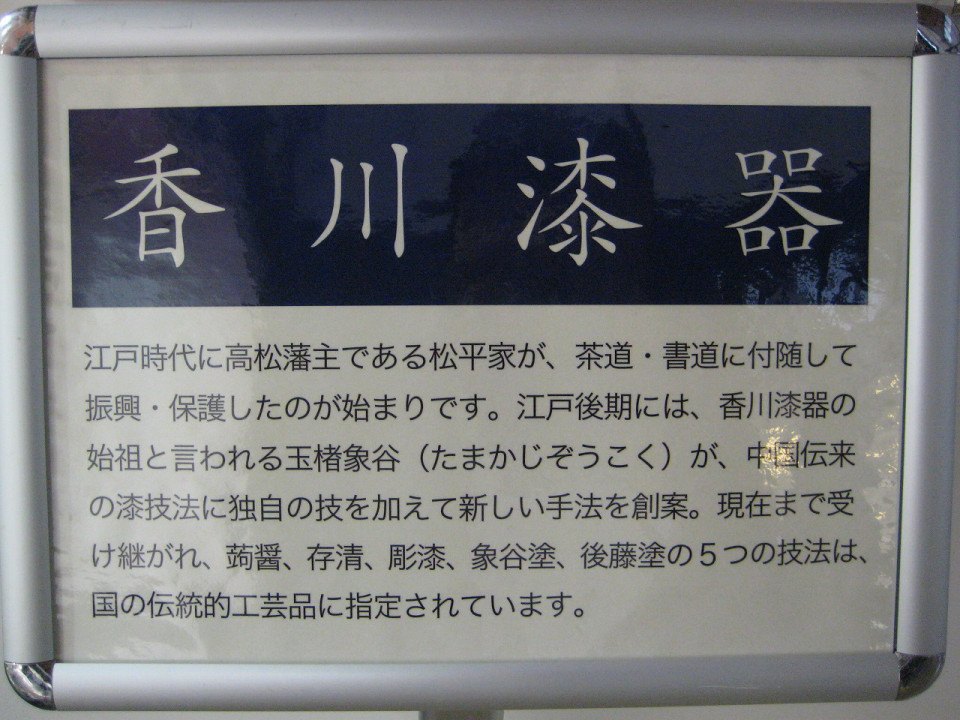 香川漆器
江戸時代に高松藩主である松平家が、茶道・書道に付随して
振興・保護したのが始まりです。江戸後期には、香川漆器の
始祖と言われる玉楮象谷（たまかじぞうこく）が、中国伝来
の漆技法に独自の技を加えて新しい手法を創案。現在まで受
け継がれ、蒟醤、存清、彫漆、象谷塗、後藤塗の５つの技法は、
国の伝統的工芸品に指定されています。